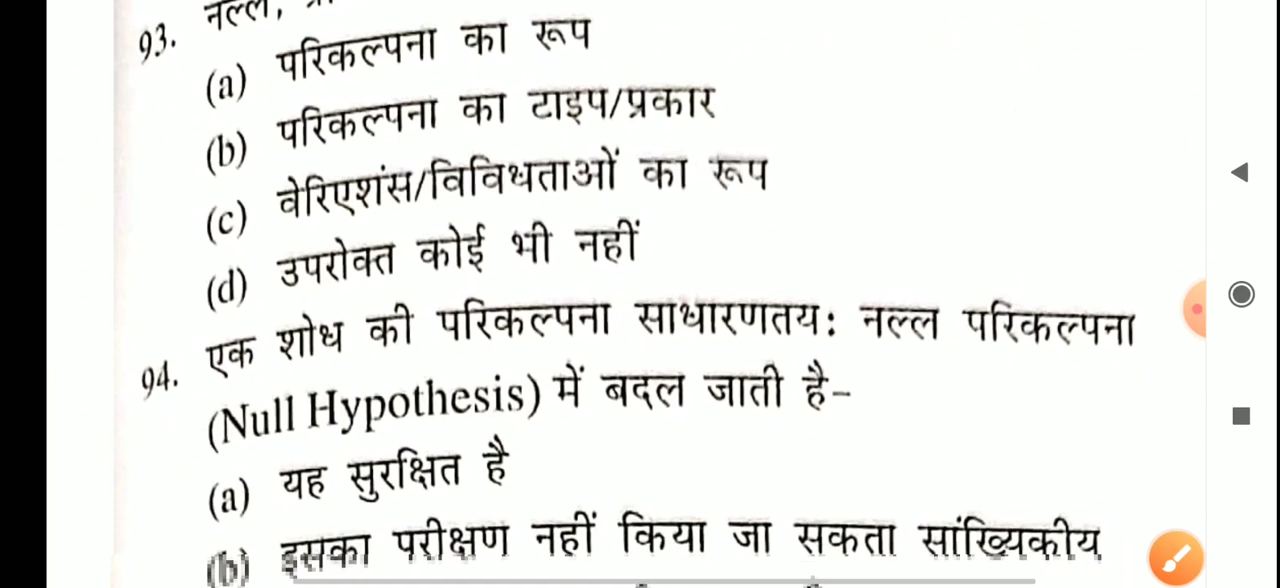 93. नल्ल,
(a) परिकल्पना का रूप
(b) परिकल्पना का टाइप/प्रकार
(c) वेरिएशंस/विविधताओं का रूप
(d) उपरोक्त कोई भी नहीं
94. एक शोध की परिकल्पना साधारणतयः नल्ल परिकल्पना
(Null Hypothesis) में बदल जाती है-
(a) यह सुरक्षित है
(b) इसका परीक्षण नहीं किया जा सकता सांख्यिकीय